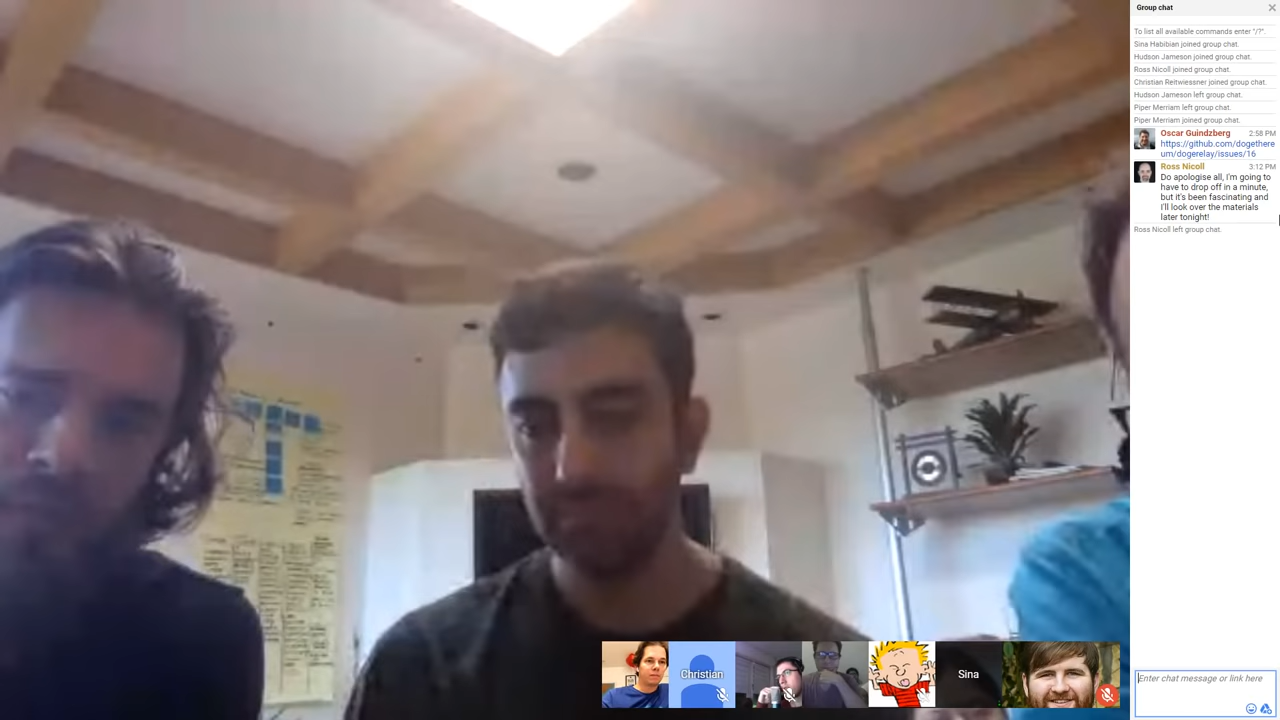 Group chat
To list all available commands enter "/?".
Sina Habibian joined group chat.
Hudson Jameson joined group chat.
Ross Nicoll joined group chat.
Christian Reitwiessner joined group chat.
Hudson Jameson left group chat.
Piper Merriam left group chat.
Piper Merriam joined group chat.
Oscar Guindzberg 2:58 PM
https://github.com/dogethere
um/dogerelay/issues/16
Ross Nicoll 3:12 PM
Do apologise all, I'm going to
have to drop off in a minute,
but it's been fascinating and
I'll look over the materials
later tonight!
Ross Nicoll left group chat.
Christian
Sina
Enter chat message or link here